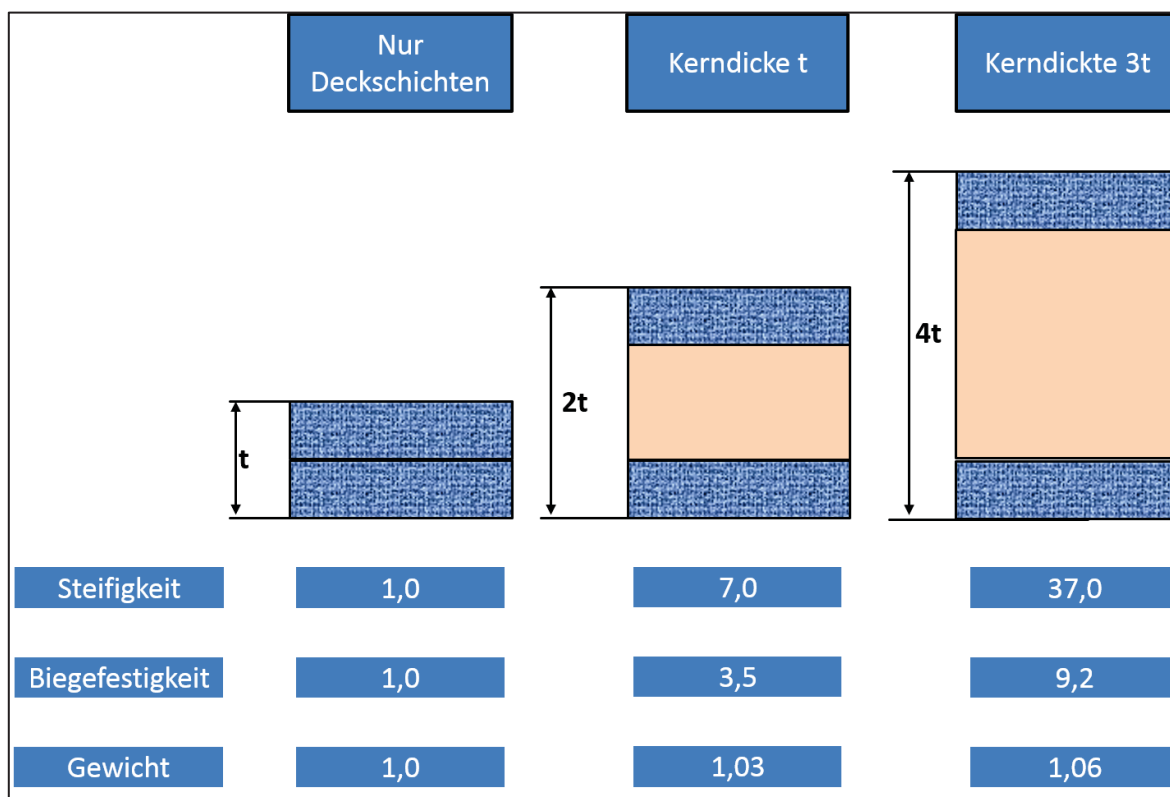 Nur
Deckschichten
Kerndicke t
Kerndickte 3t
4t
2t
t
Steifigkeit 1,0 7,0 37,0
Biegefestigkeit 1,0 3,5 9,2
Gewicht 1,0 1,03 1,06